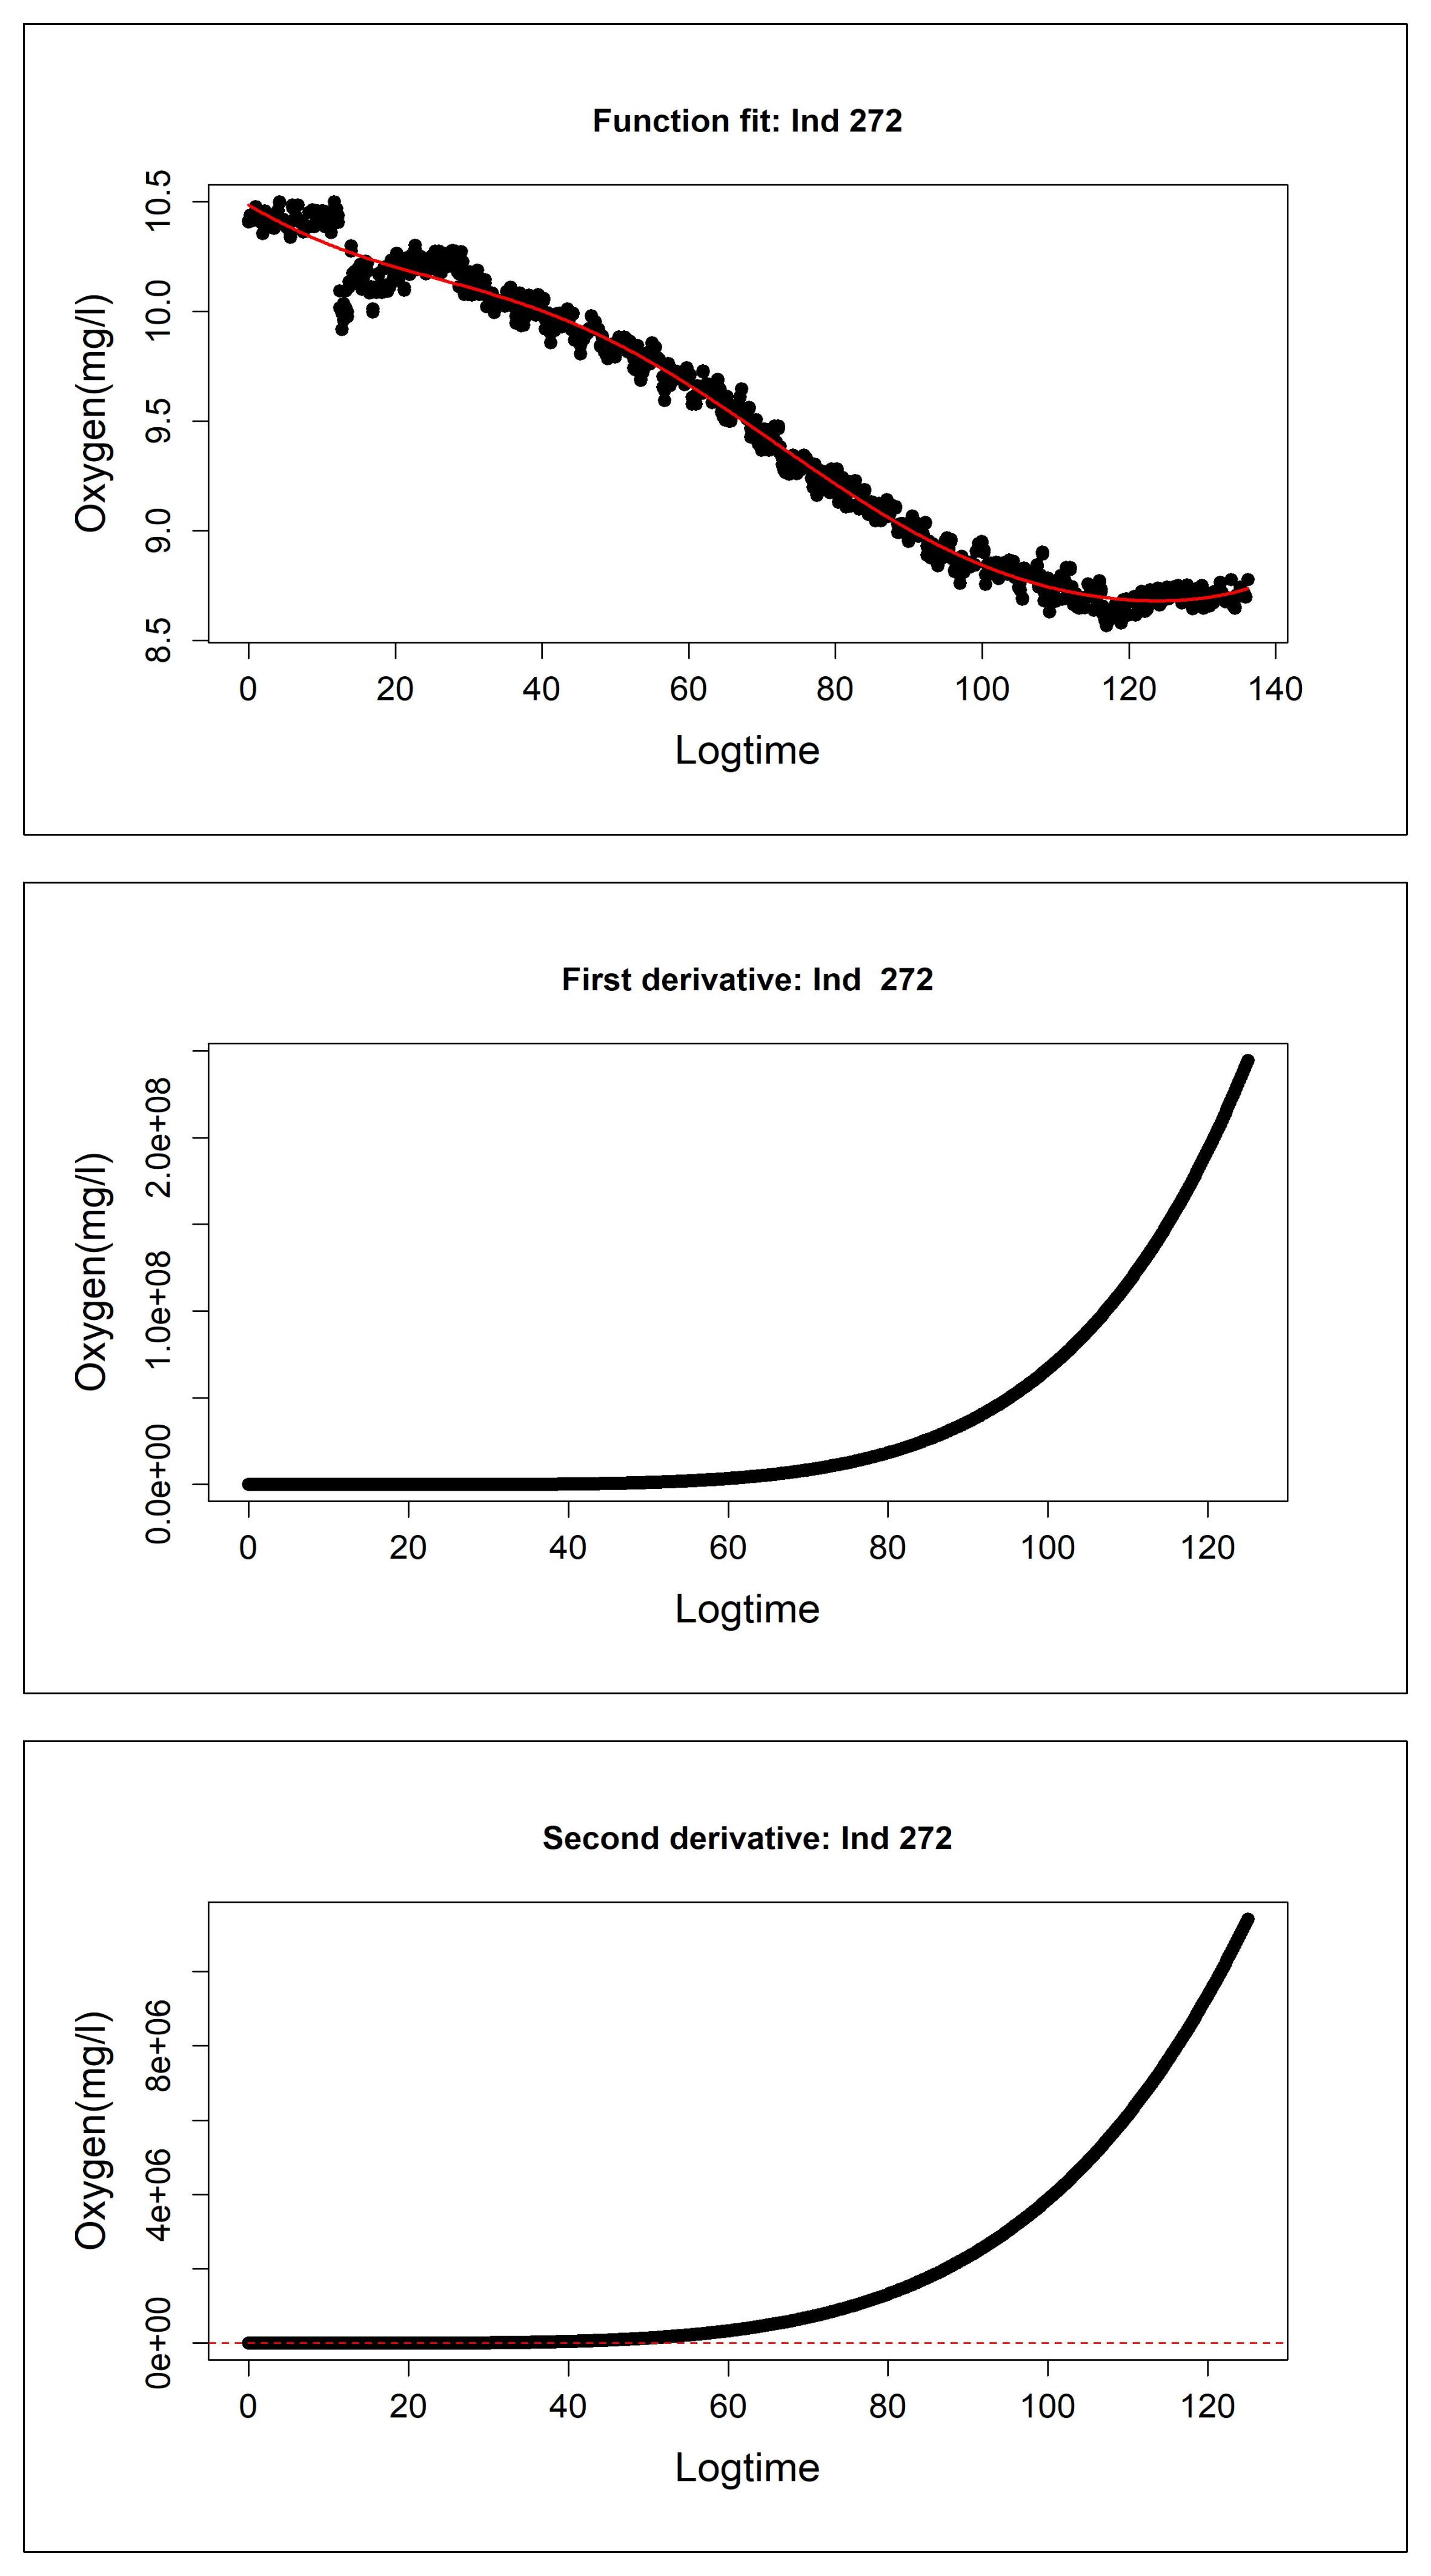 Function fit: Ind 272
Oxygen(mg/l)
10.5
10.0
9.5
9.0
8.5
0 20 40 60 80 100 120 140
Logtime
First derivative: Ind  272
Oxygen(mg/l)
2.0e+08
1.0e+08
0.0e+00
0 20 40 60 80 100 120
Logtime
Second derivative: Ind 272
Oxygen(mg/l)
8e+06
4e+06
0e+00
0 20 40 60 80 100 120
Logtime